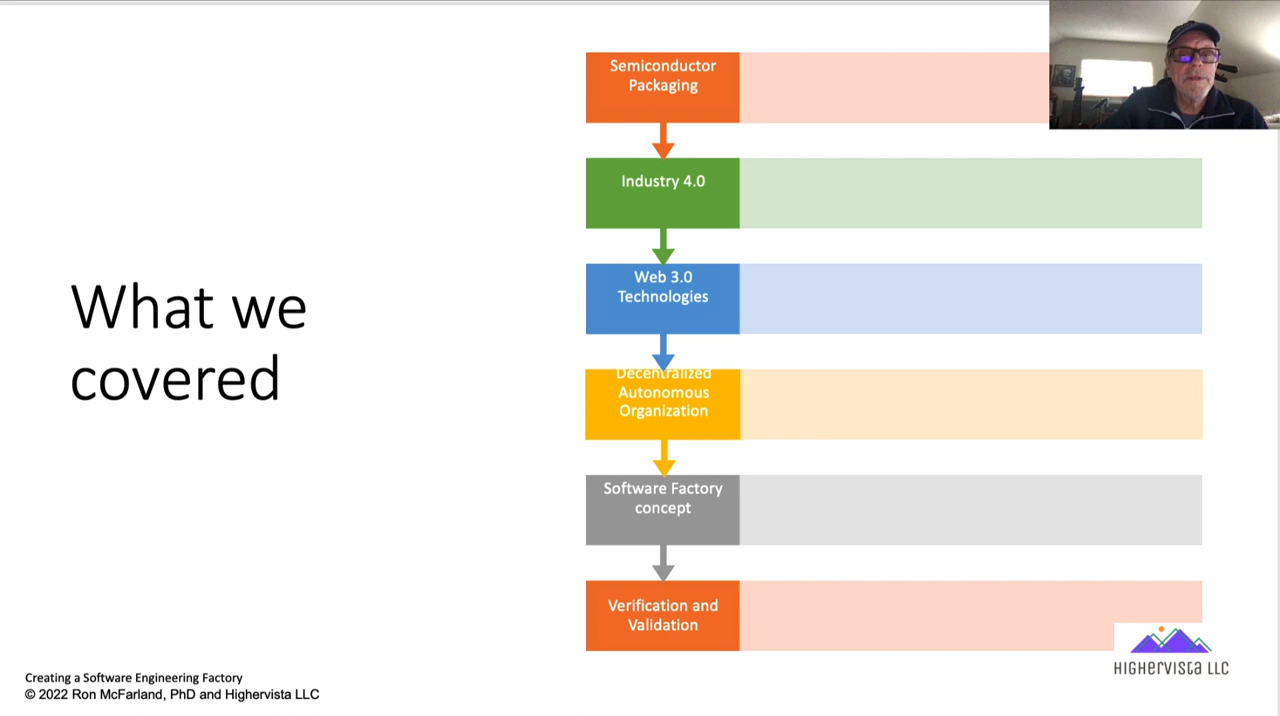 What we
covered
Semiconductor
Packaging
Industry 4.0
Web 3.0
Technologies
Decentralized
Autonomous
Organization
Software Factory
concept
Verification and
Validation
HIGHERVISTA LLC
Creating a Software Engineering Factory
© 2022 Ron McFarland, PhD and Highervista LLC